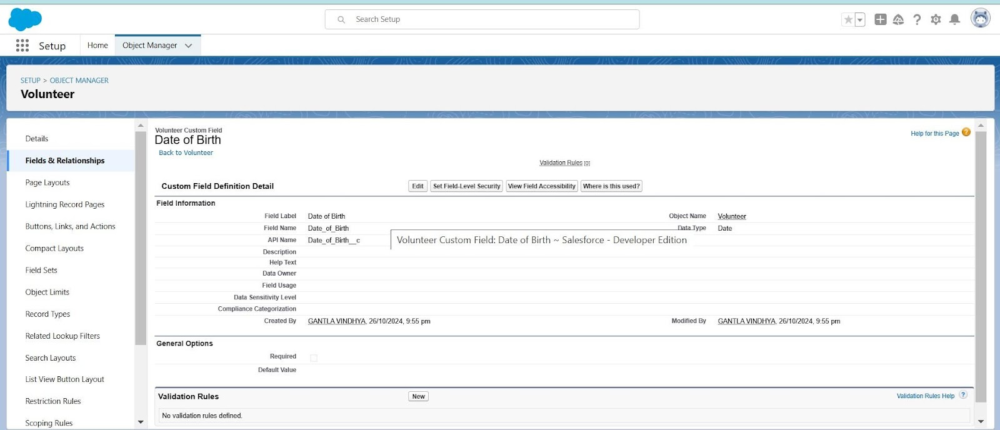 Search Setup
Setup
Home
Object Manager
SETUP > OBJECT MANAGER
Volunteer
Details
Fields & Relationships
Page Layouts
Lightning Record Pages
Buttons, Links, and Actions
Compact Layouts
Field Sets
Object Limits
Record Types
Related Lookup Filters
Search Layouts
List View Button Layout
Restriction Rules
Scoping Rules
Volunteer Custom Field
Date of Birth
Back to Volunteer
Help for this Page ?
Validation Rules [0]
Custom Field Definition Detail
Edit Set Field-Level Security View Field Accessibility Where is this used?
Field Information
Field Label Date of Birth Object Name Volunteer
Field Name Date_of_Birth Data Type Date
API Name Date_of_Birth__c
Volunteer Custom Field: Date of Birth ~ Salesforce - Developer Edition
Description
Help Text
Data Owner
Field Usage
Data Sensitivity Level
Compliance Categorization
Created By GANTLA VINDHYA, 26/10/2024, 9:55 pm Modified By GANTLA VINDHYA, 26/10/2024, 9:55 pm
General Options
Required
Default Value
Validation Rules New Validation Rules Help ?
No validation rules defined.